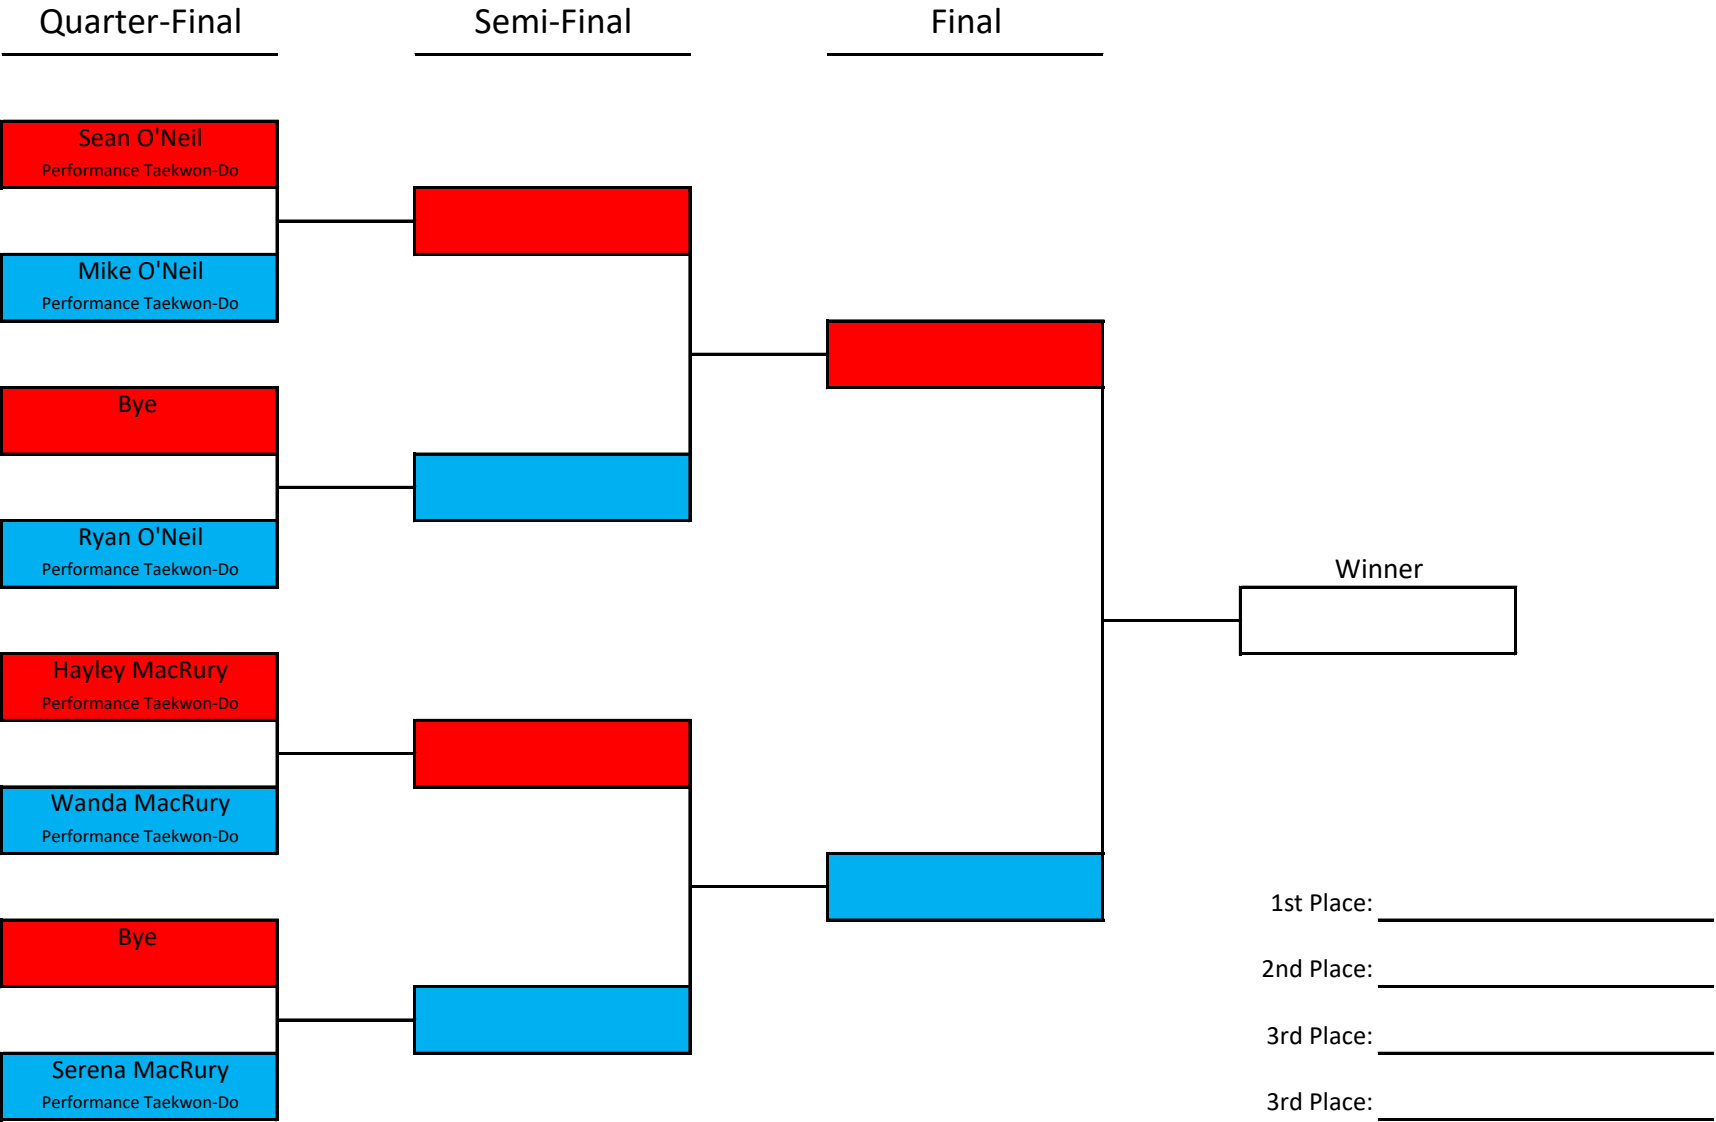 Quarter-Final
Semi-Final
Final
Sean O'Neil
Performance Taekwon-Do
Mike O'Neil
Performance Taekwon-Do
Bye
Ryan O'Neil
Performance Taekwon-Do
Winner
Hayley MacRury
Performance Taekwon-Do
Wanda MacRury
Performance Taekwon-Do
Bye
Serena MacRury
Performance Taekwon-Do
1st Place:
2nd Place:
3rd Place:
3rd Place: